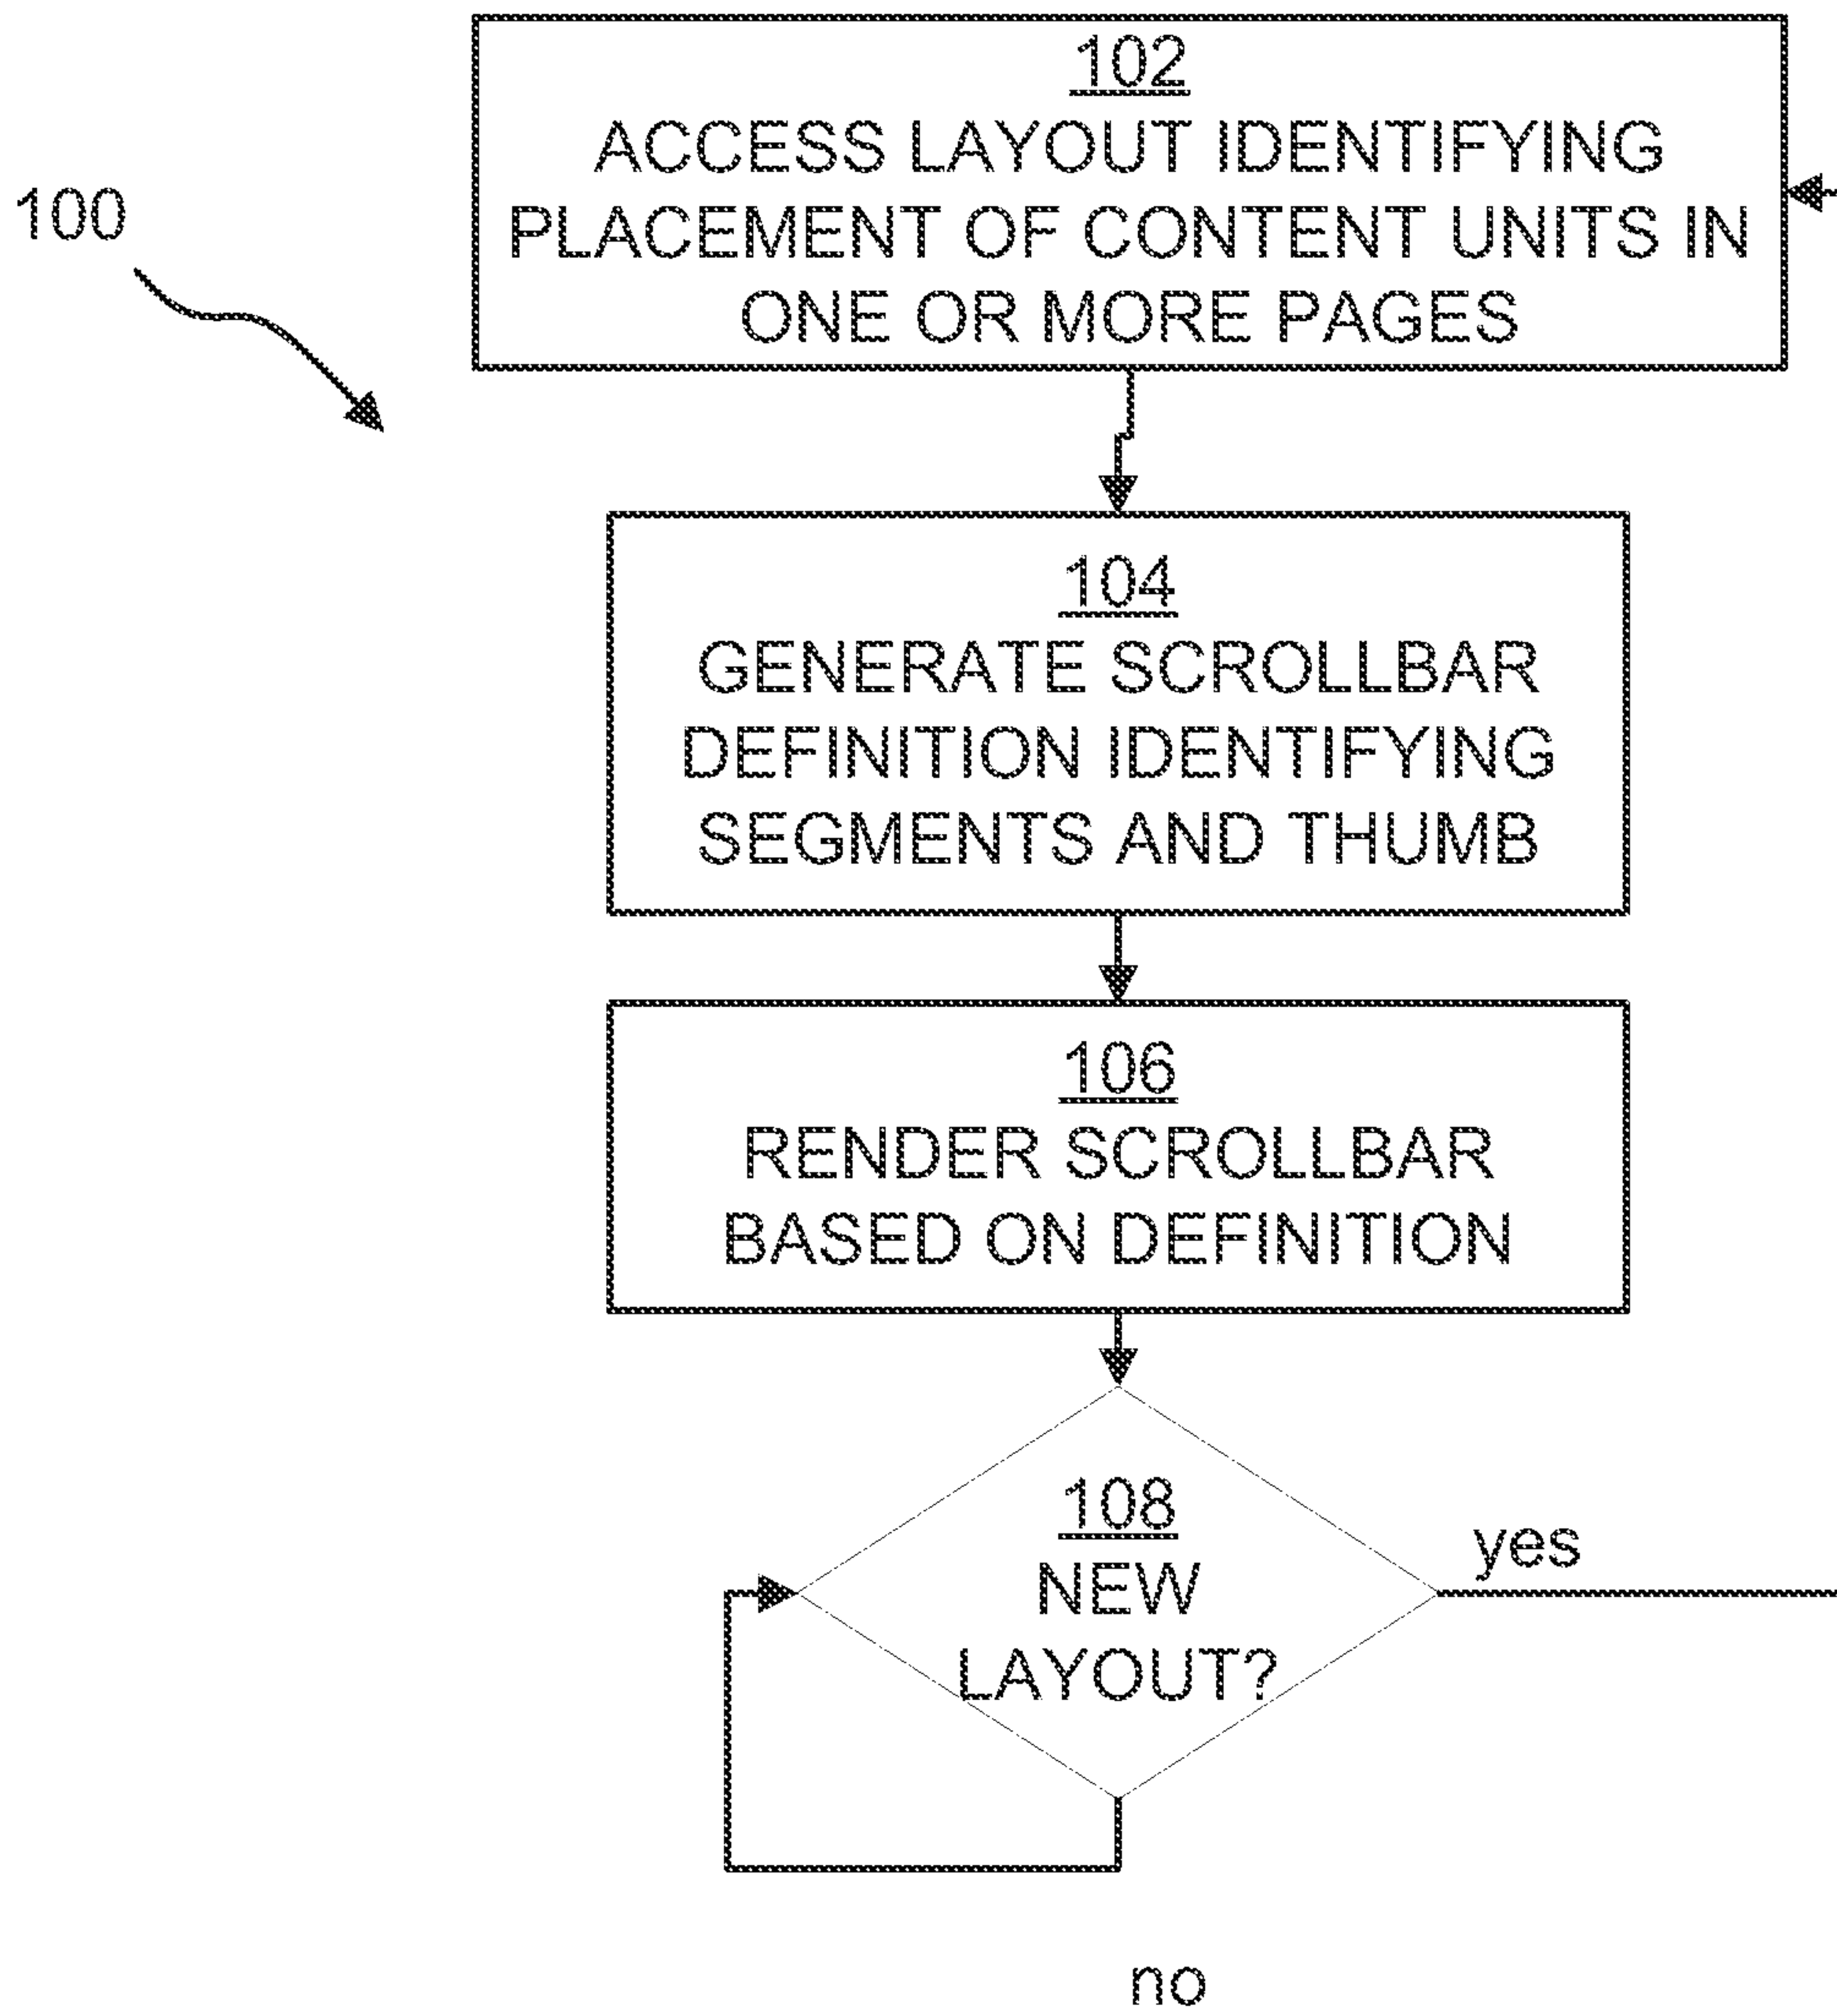 100
102
ACCESS LAYOUT IDENTIFYING
PLACEMENT OF CONTENT UNITS IN
ONE OR MORE PAGES
104
GENERATE SCROLLBAR
DEFINITION IDENTIFYING
SEGMENTS AND THUMB
106
RENDER SCROLLBAR
BASED ON DEFINITION
108
NEW
LAYOUT?
yes
no